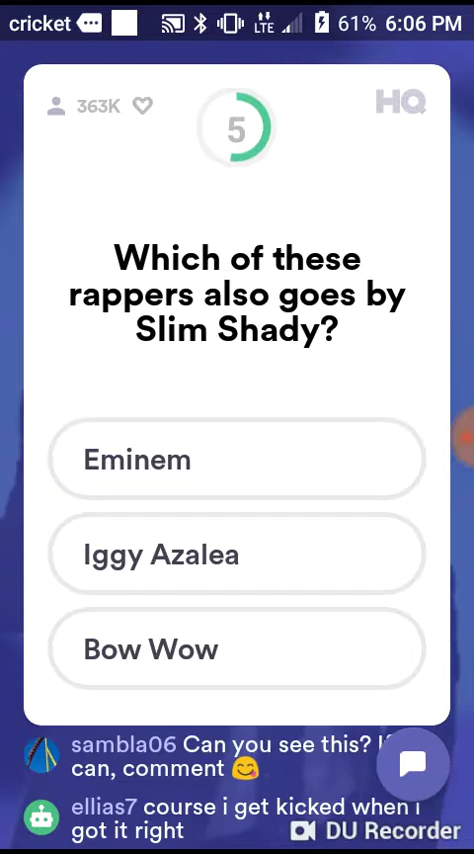 cricket 61% 6:06 PM
LTE
363K
5
HQ
Which of these
rappers also goes by
Slim Shady?
Eminem
Iggy Azalea
Bow Wow
sambla06 Can you see this?
can, comment
ellias7 course i get kicked when i
got it right
DU Recorder